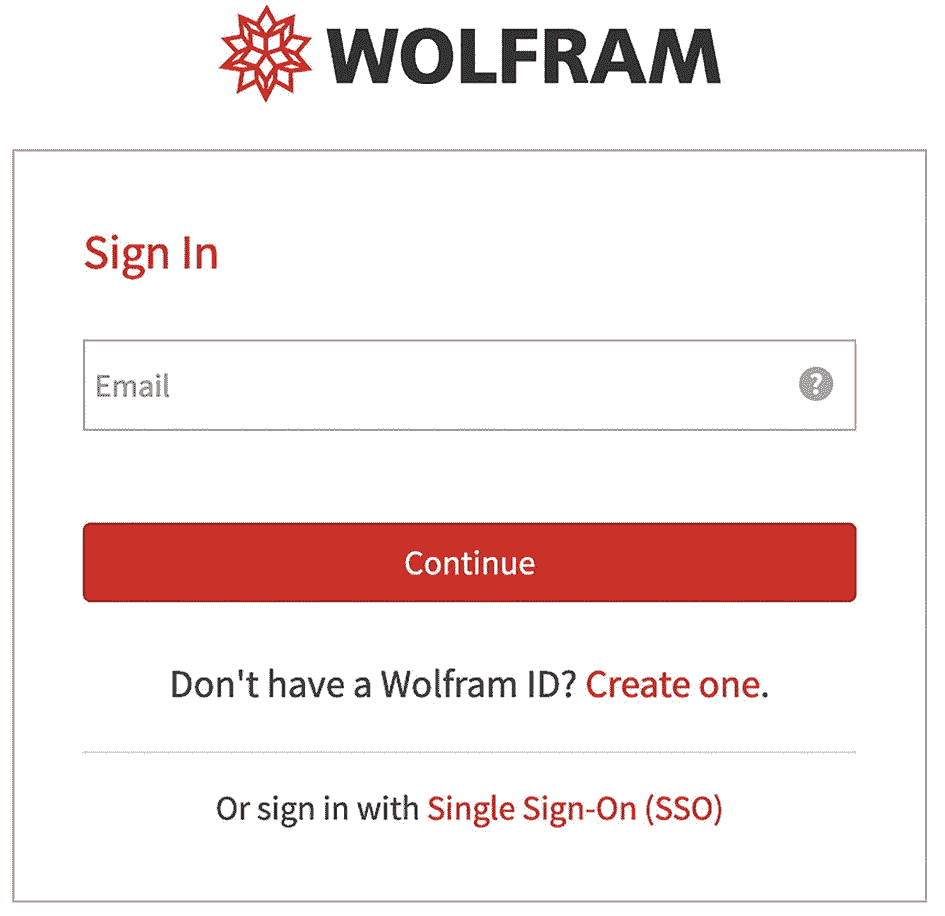 WOLFRAM
Sign In
Email ?
Continue
Don't have a Wolfram ID? Create one.
Or sign in with Single Sign-On (SSO)